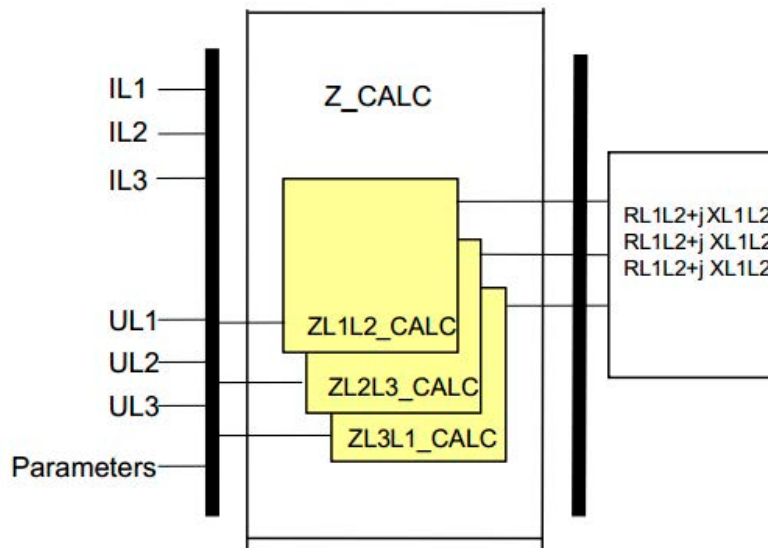 IL1
IL2
IL3
UL1
UL2
UL3
Parameters
Z_CALC
ZL1L2_CALC
ZL2L3_CALC
ZL3L1_CALC
RL1L2+j XL1L2
RL1L2+j XL1L2
RL1L2+j XL1L2